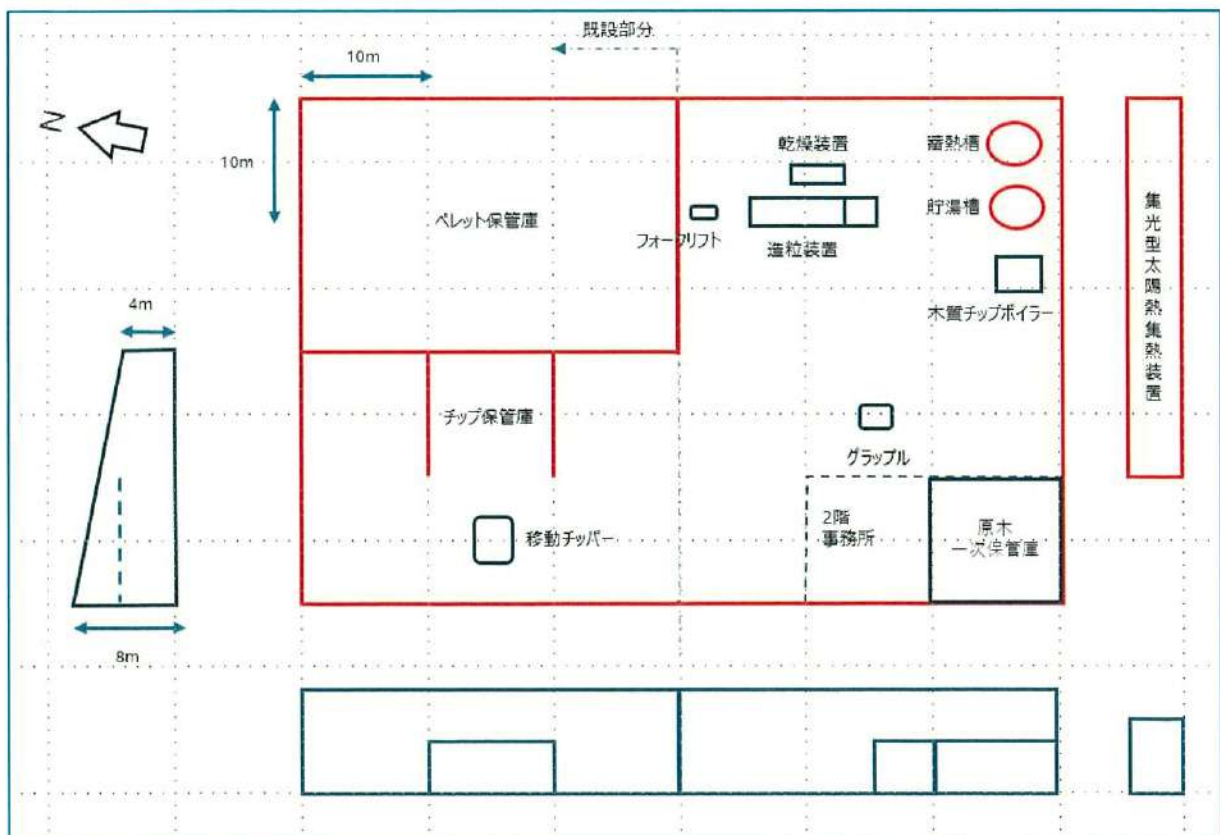 既設部分
10m
N
10m
乾燥装置
蓄熱槽
ペレット保管庫
フォークリフト
造粒装置
貯湯槽
木質チップボイラー
集光型太陽熱集熱装置
4m
チップ保管庫
グラップル
2階
事務所
原木
一次保管庫
移動チッパー
8m